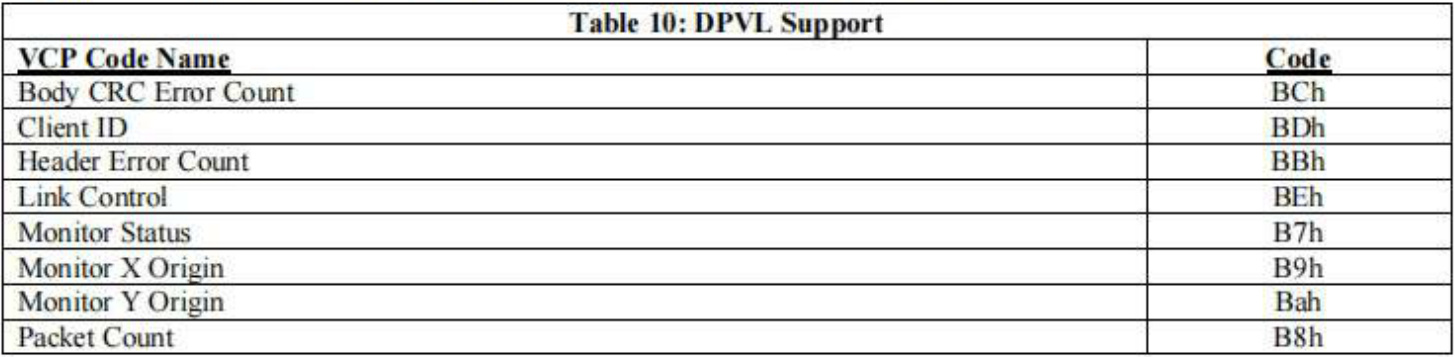 Table 10: DPVL Support
VCP Code Name Code
Body CRC Error Count BCh
Client ID BDh
Header Error Count BBh
Link Control BEh
Monitor Status B7h
Monitor X Origin B9h
Monitor Y Origin Bah
Packet Count B8h